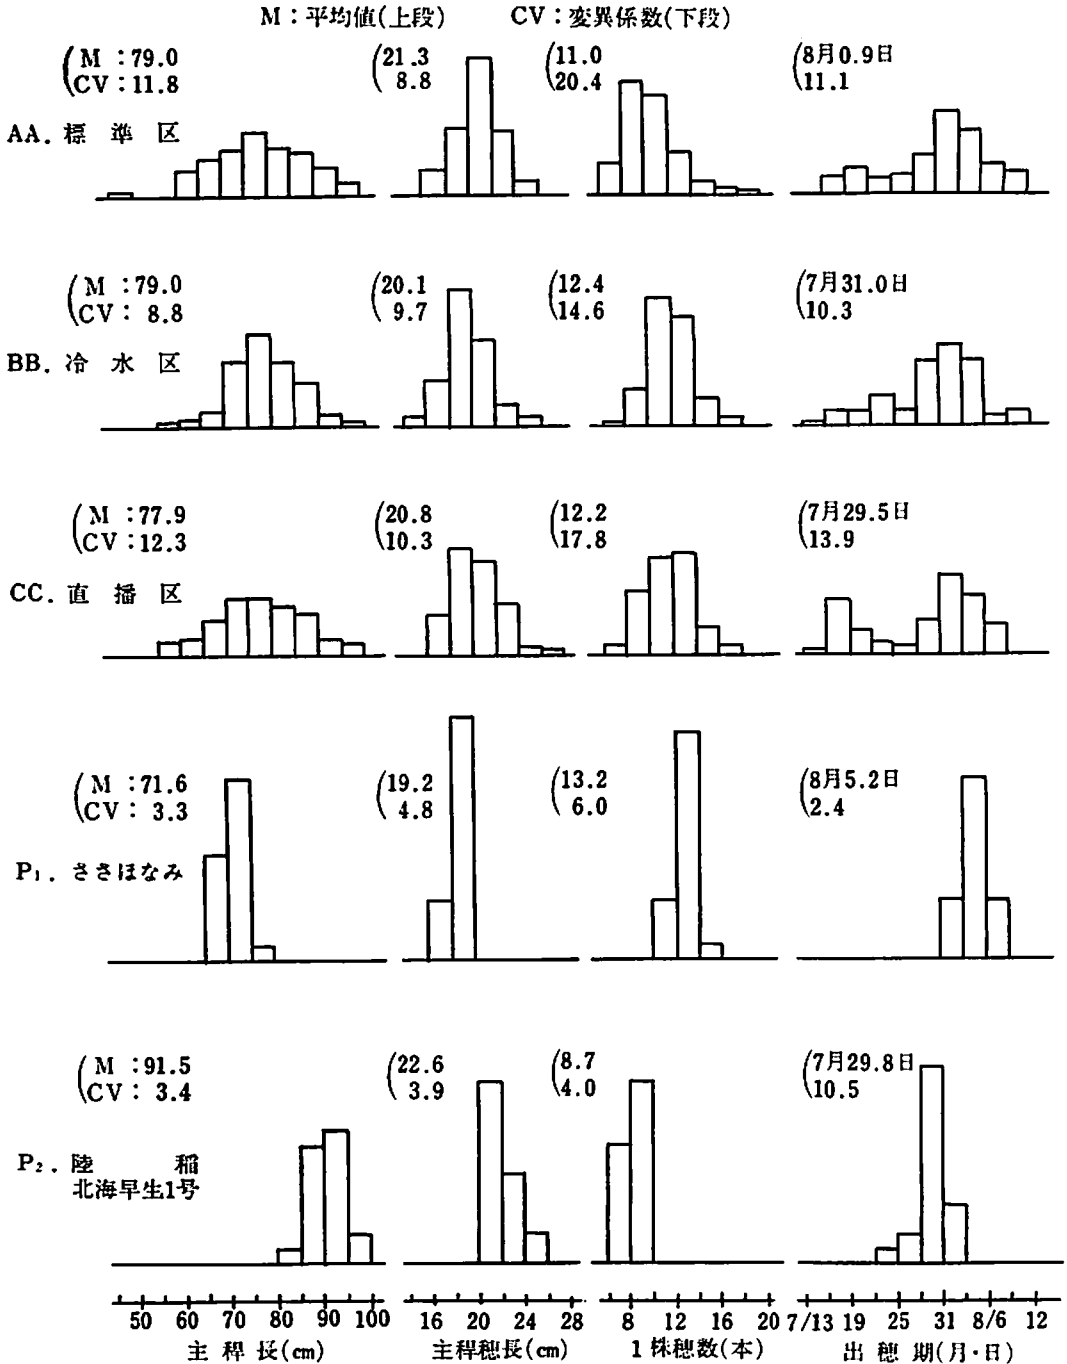 M：平均値(上段)　CV：変異係数(下段)
M：79.0　21.3　11.0　8月0.9日
CV：11.8　8.8　20.4　11.1
AA. 標準区
M：79.0　20.1　12.4　7月31.0日
CV：8.8　9.7　14.6　10.3
BB. 冷水区
M：77.9　20.8　12.2　7月29.5日
CV：12.3　10.3　17.8　13.9
CC. 直播区
M：71.6　19.2　13.2　8月5.2日
CV：3.3　4.8　6.0　2.4
P₁. ささほなみ
M：91.5　22.6　8.7　7月29.8日
CV：3.4　3.9　4.0　10.5
P₂. 陸稲
北海早生1号
50 60 70 80 90 100　16 20 24 28　8 12 16 20　7/13 19 25 31 8/6 12
主稈長(cm)　主稈穂長(cm)　1株穂数(本)　出穂期(月・日)